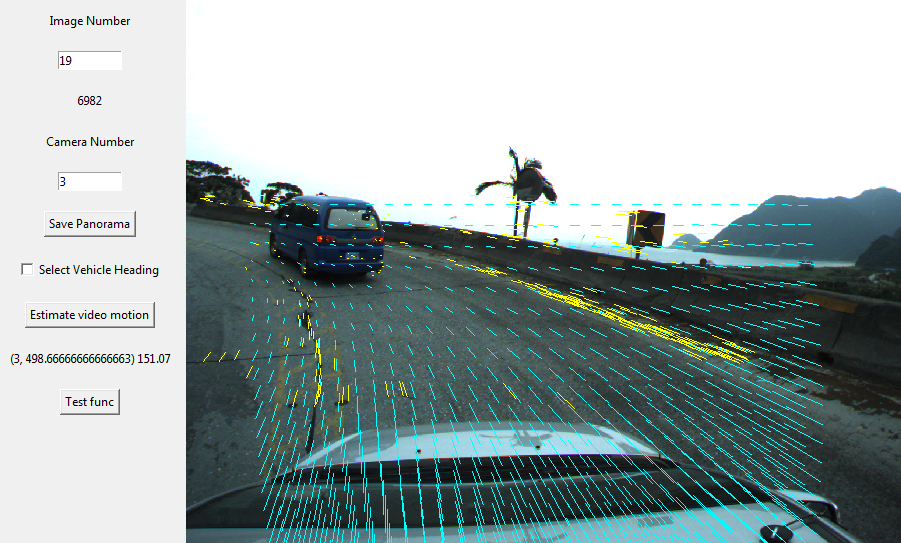 Image Number
19
6982
Camera Number
3
Save Panorama
Select Vehicle Heading
Estimate video motion
(3, 498.66666666666663) 151.07
Test func